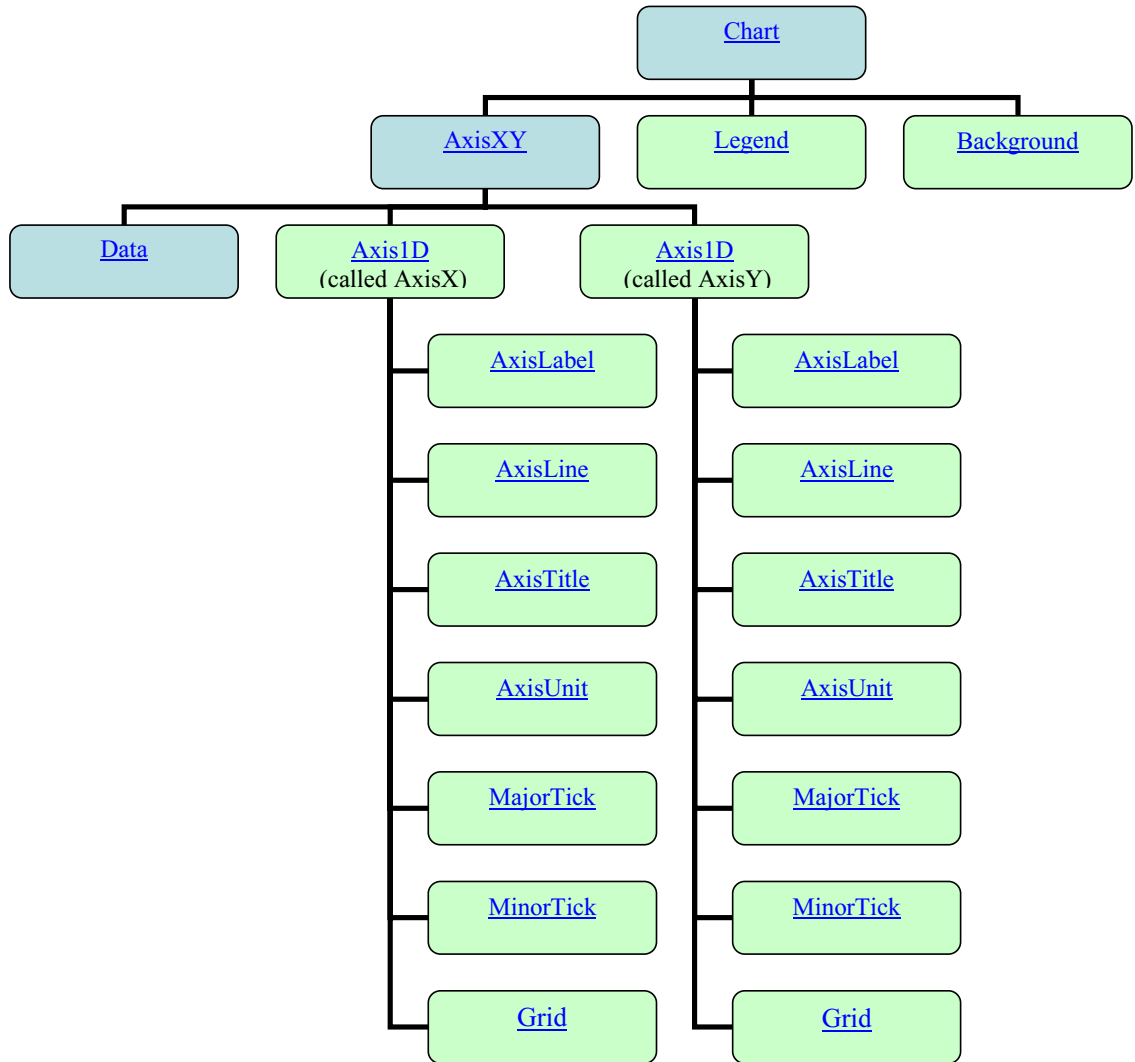 Chart
AxisXY
Legend
Background
Data
Axis1D
(called AxisX)
Axis1D
(called AxisY)
AxisLabel
AxisLabel
AxisLine
AxisLine
AxisTitle
AxisTitle
AxisUnit
AxisUnit
MajorTick
MajorTick
MinorTick
MinorTick
Grid
Grid